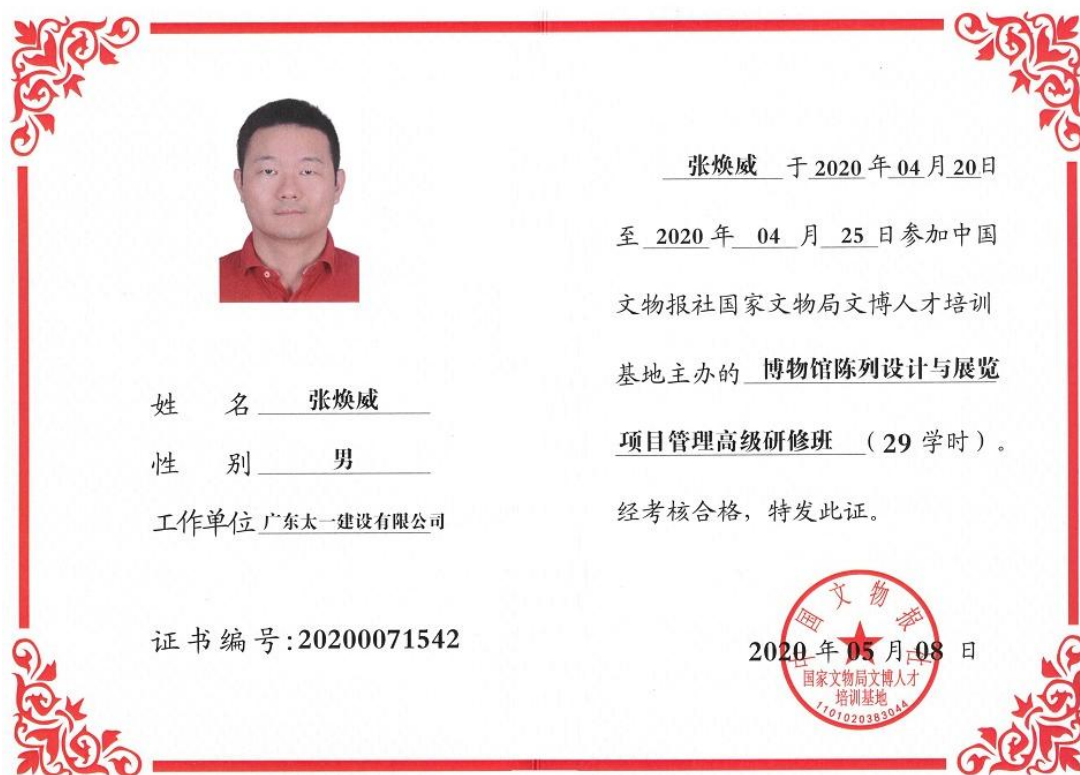 姓 名 张焕威
性 别 男
工作单位 广东太一建设有限公司
证书编号:20200071542
张焕威 于 2020 年 04 月 20 日
至 2020 年 04 月 25 日参加中国
文物报社国家文物局文博人才培训
基地主办的 博物馆陈列设计与展览
项目管理高级研修班 (29 学时)。
经考核合格,特发此证。
2020 年 05 月 08 日
中国文物报社
国家文物局文博人才
培训基地
1101020383044